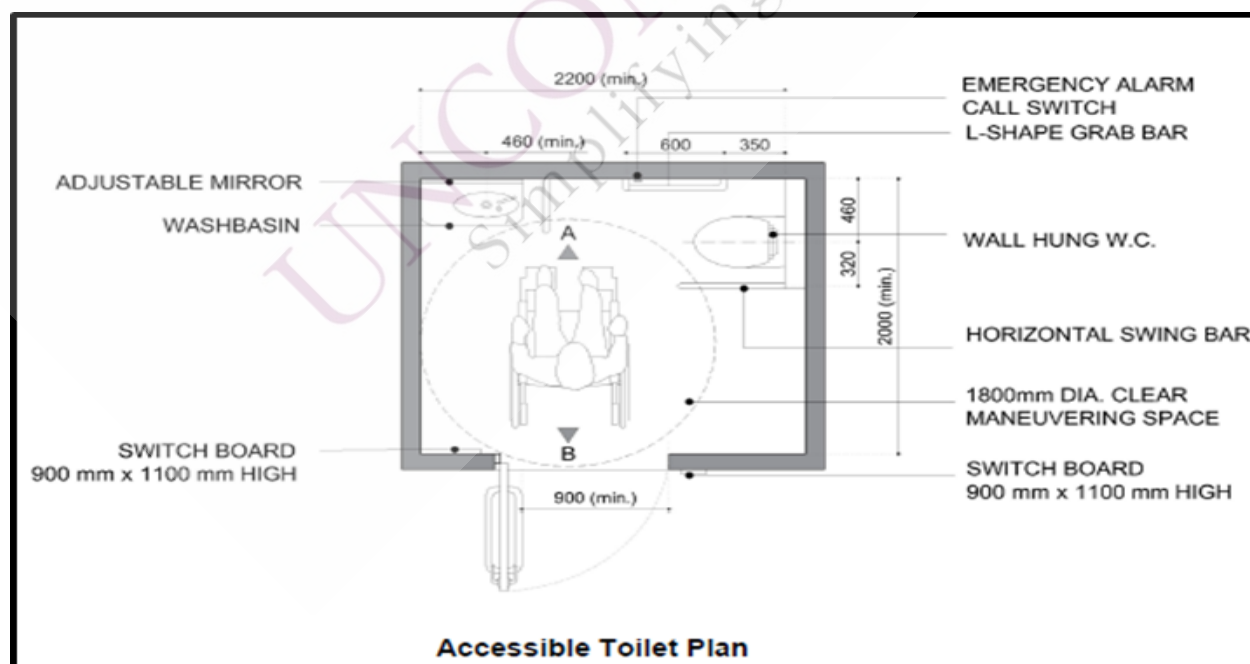 UNCO
Simplifying
2200 (min.)
460 (min.)
600
350
EMERGENCY ALARM
CALL SWITCH
L-SHAPE GRAB BAR
ADJUSTABLE MIRROR
WASHBASIN
A
460
320
2000 (min.)
WALL HUNG W.C.
HORIZONTAL SWING BAR
1800mm DIA. CLEAR
MANEUVERING SPACE
SWITCH BOARD
900 mm x 1100 mm HIGH
B
SWITCH BOARD
900 mm x 1100 mm HIGH
900 (min.)
Accessible Toilet Plan